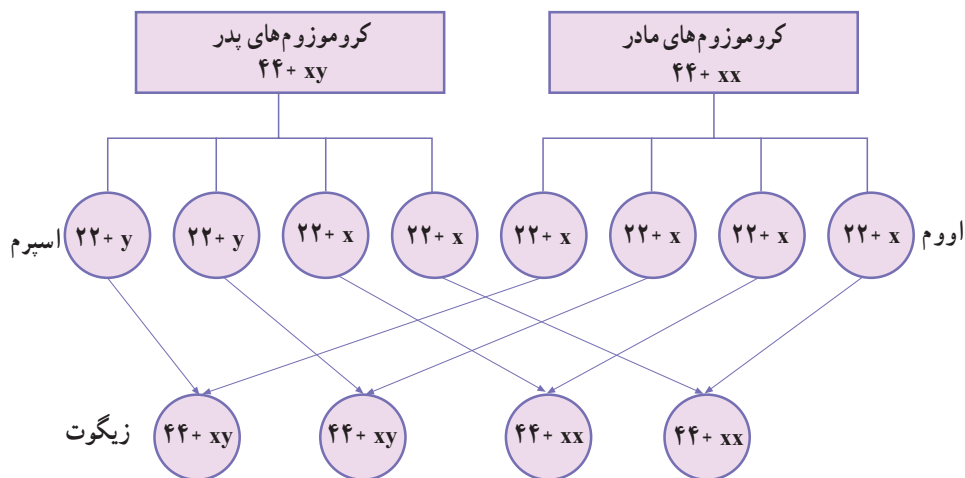 کروموزوم‌های مادر
۴۴+ xx
کروموزوم‌های پدر
۴۴+ xy
اسپرم ۲۲+ y ۲۲+ y ۲۲+ x ۲۲+ x ۲۲+ x ۲۲+ x ۲۲+ x ۲۲+ x اووم
زیگوت ۴۴+ xy ۴۴+ xy ۴۴+ xx ۴۴+ xx